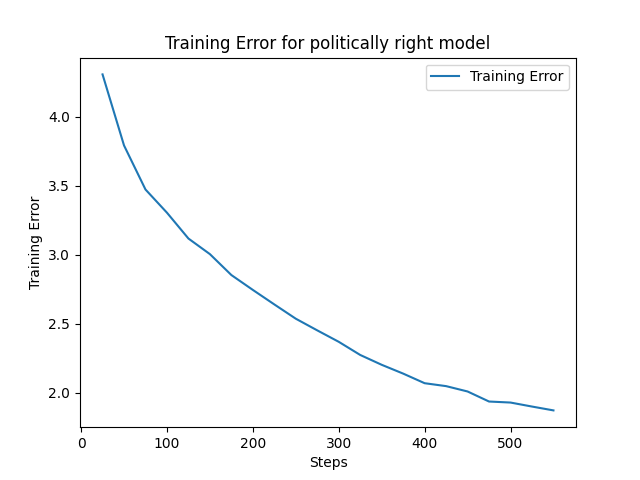 Training Error for politically right model
Training Error
4.0
3.5
3.0
2.5
2.0
Training Error
0 100 200 300 400 500
Steps